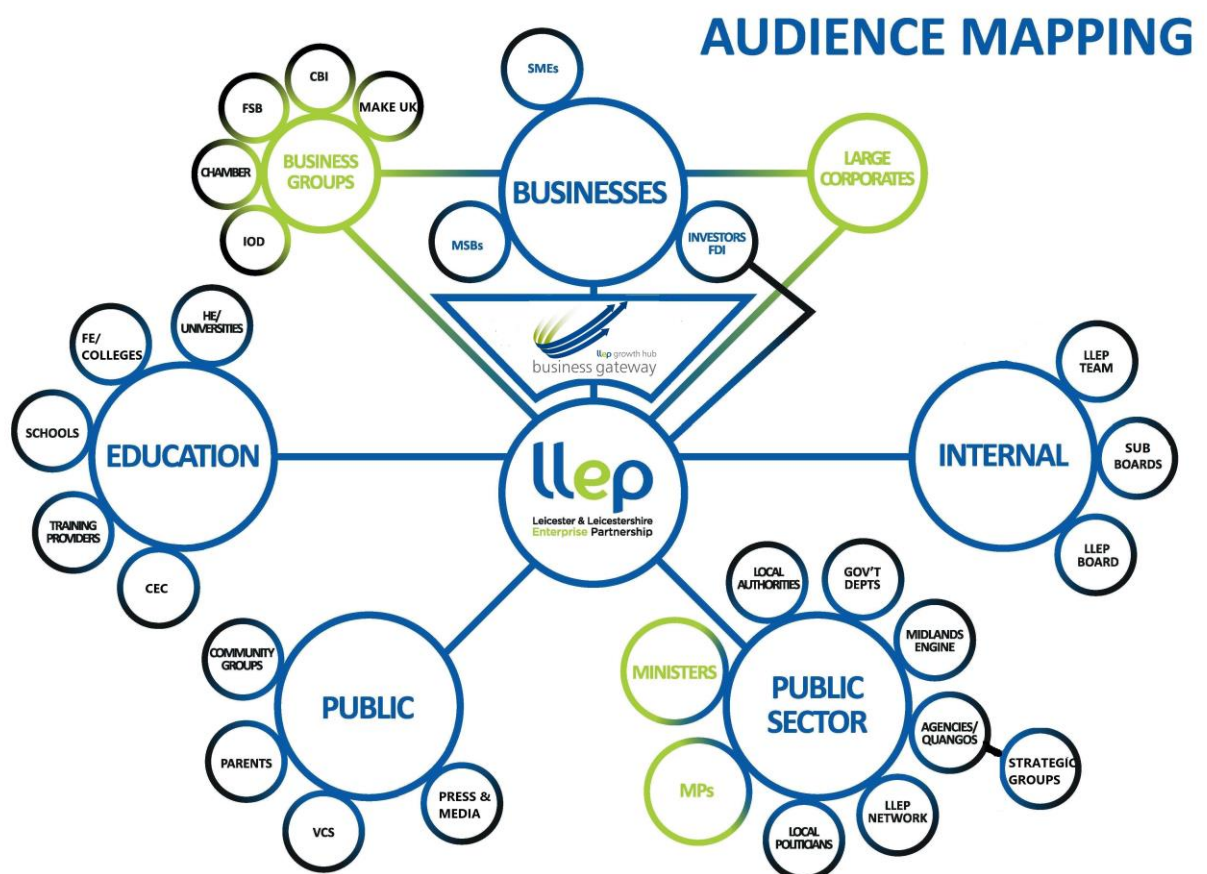 AUDIENCE MAPPING
SMEs
CBI
FSB
MAKE UK
CHAMBER
BUSINESS
GROUPS
IOD
BUSINESSES
LARGE
CORPORATES
MSBs
INVESTORS
FDI
llep growth hub
business gateway
HE/
UNIVERSITIES
FE/
COLLEGES
SCHOOLS
EDUCATION
TRAINING
PROVIDERS
CEC
llep
Leicester & Leicestershire
Enterprise Partnership
INTERNAL
LLEP
TEAM
SUB
BOARDS
LLEP
BOARD
COMMUNITY
GROUPS
PUBLIC
PARENTS
VCS
PRESS &
MEDIA
LOCAL
AUTHORITIES
GOV'T
DEPTS
MIDLANDS
ENGINE
MINISTERS
PUBLIC
SECTOR
AGENCIES/
QUANGOS
STRATEGIC
GROUPS
MPs
LLEP
NETWORK
LOCAL
POLITICIANS